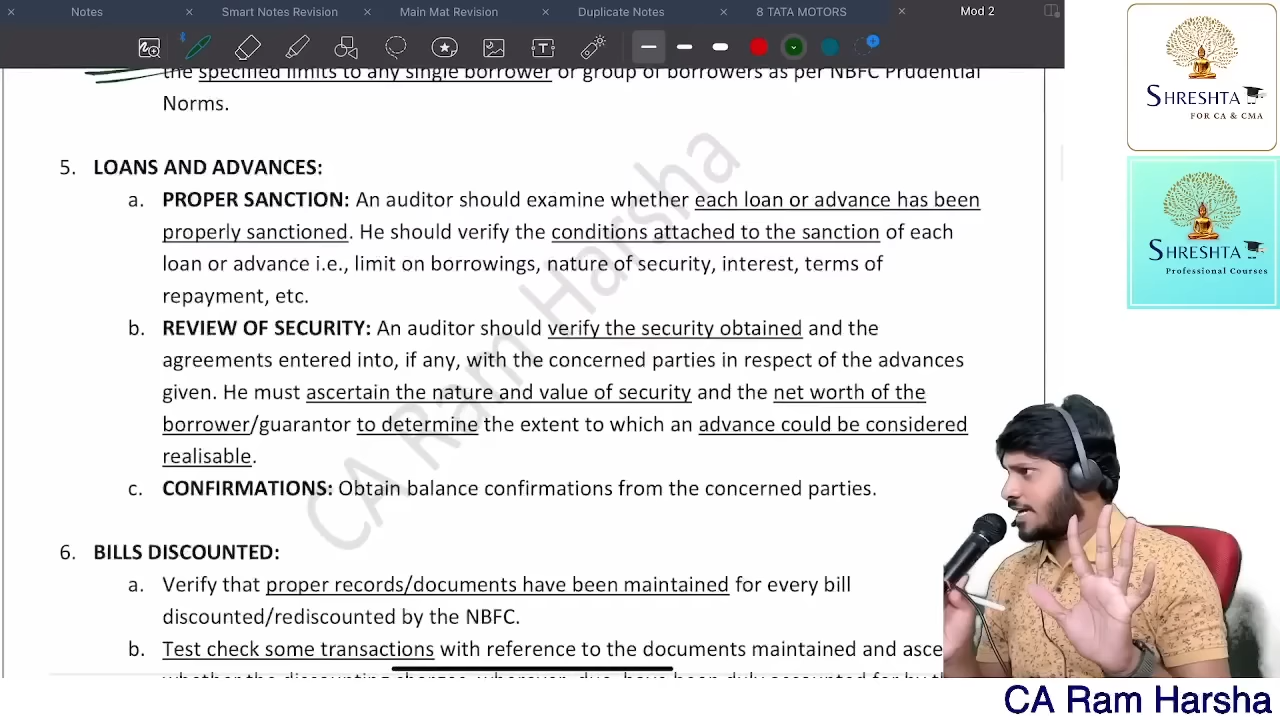 Notes
Smart Notes Revision
Main Mat Revision
Duplicate Notes
8 TATA MOTORS
Mod 2
the specified limits to any single borrower or group of borrowers as per NBFC Prudential
Norms.
5. LOANS AND ADVANCES:
a. PROPER SANCTION: An auditor should examine whether each loan or advance has been
properly sanctioned. He should verify the conditions attached to the sanction of each
loan or advance i.e., limit on borrowings, nature of security, interest, terms of
repayment, etc.
b. REVIEW OF SECURITY: An auditor should verify the security obtained and the
agreements entered into, if any, with the concerned parties in respect of the advances
given. He must ascertain the nature and value of security and the net worth of the
borrower/guarantor to determine the extent to which an advance could be considered
realisable.
c. CONFIRMATIONS: Obtain balance confirmations from the concerned parties.
6. BILLS DISCOUNTED:
a. Verify that proper records/documents have been maintained for every bill
discounted/rediscounted by the NBFC.
b. Test check some transactions with reference to the documents maintained and asce
CA Ram Harsha
SHRESHTA
FOR CA & CMA
SHRESHTA
Professional Courses
CA Ram Harsha